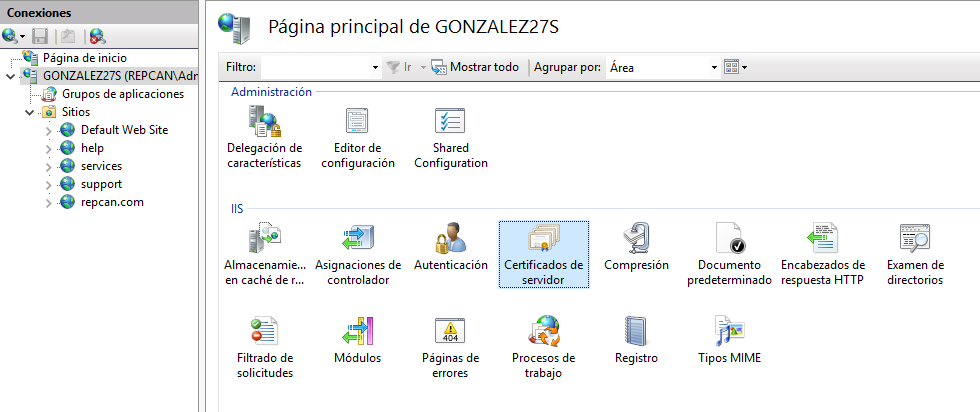 Conexiones
Página de inicio
GONZALEZ27S (REPCAN\Adr
Grupos de aplicaciones
Sitios
Default Web Site
help
services
support
repcan.com
Página principal de GONZALEZ27S
Filtro:
Ir
Mostrar todo
Agrupar por:
Área
Administración
Delegación de
características
Editor de
configuración
Shared
Configuration
IIS
Almacenamie...
en caché de r...
Asignaciones de
controlador
Autenticación
Certificados de
servidor
Compresión
Documento
predeterminado
Encabezados de
respuesta HTTP
Examen de
directorios
Filtrado de
solicitudes
Módulos
404
Páginas de
errores
Procesos de
trabajo
Registro
Tipos MIME